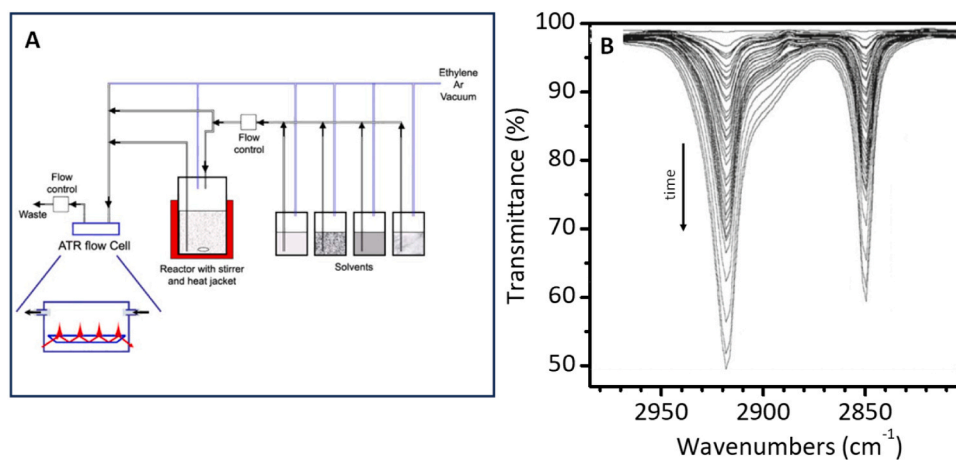 A
Ethylene
Ar
Vacuum
Flow
control
Flow
control
Waste
ATR flow Cell
Reactor with stirrer
and heat jacket
Solvents
B
100
90
80
70
60
50
Transmittance (%)
time
2950
2900
2850
Wavenumbers (cm⁻¹)